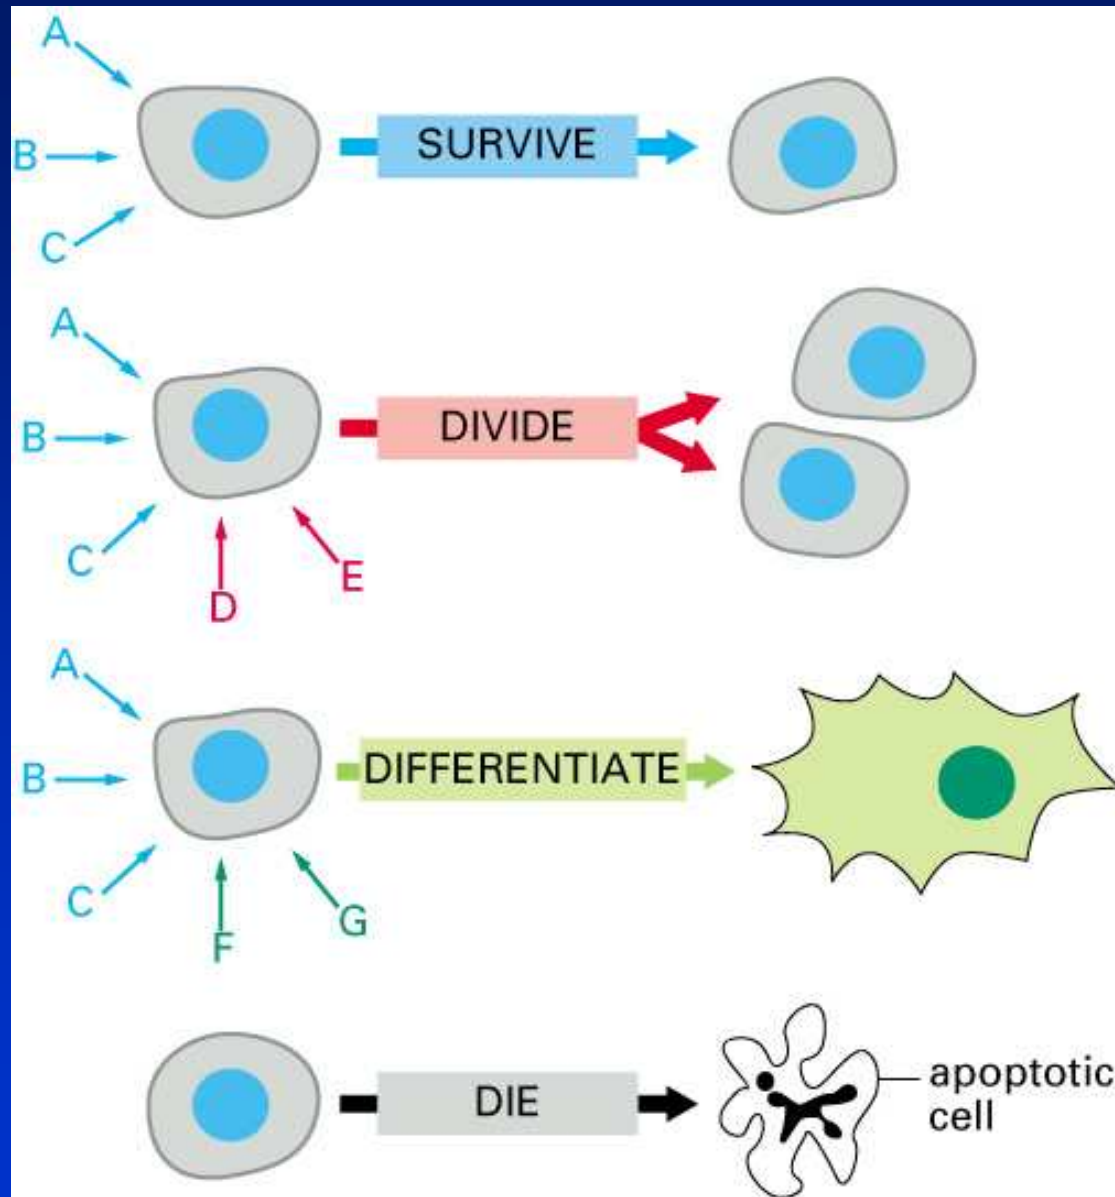 A
B
C
SURVIVE
A
B
C
D
E
DIVIDE
A
B
C
F
G
DIFFERENTIATE
DIE
apoptotic
cell